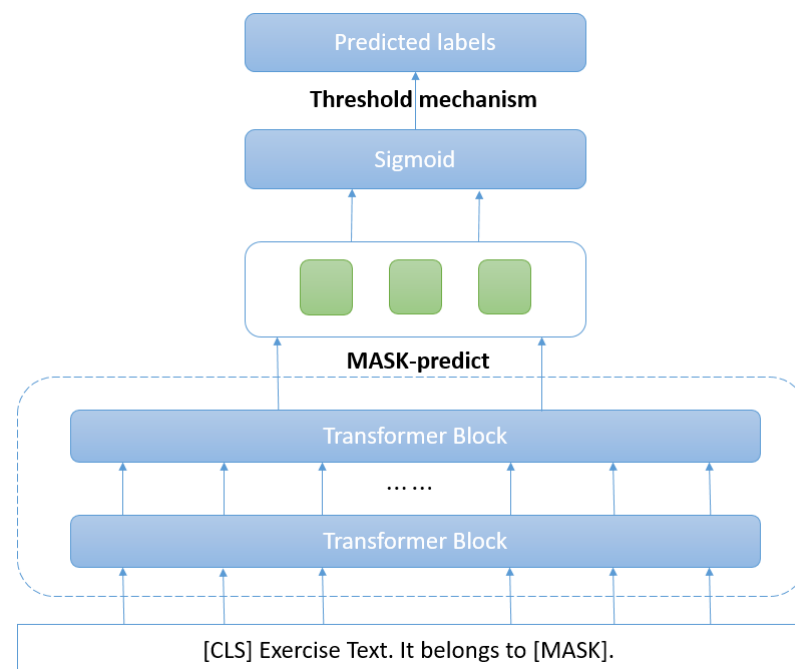 Predicted labels
Threshold mechanism
Sigmoid
MASK-predict
Transformer Block
... ...
Transformer Block
[CLS] Exercise Text. It belongs to [MASK].